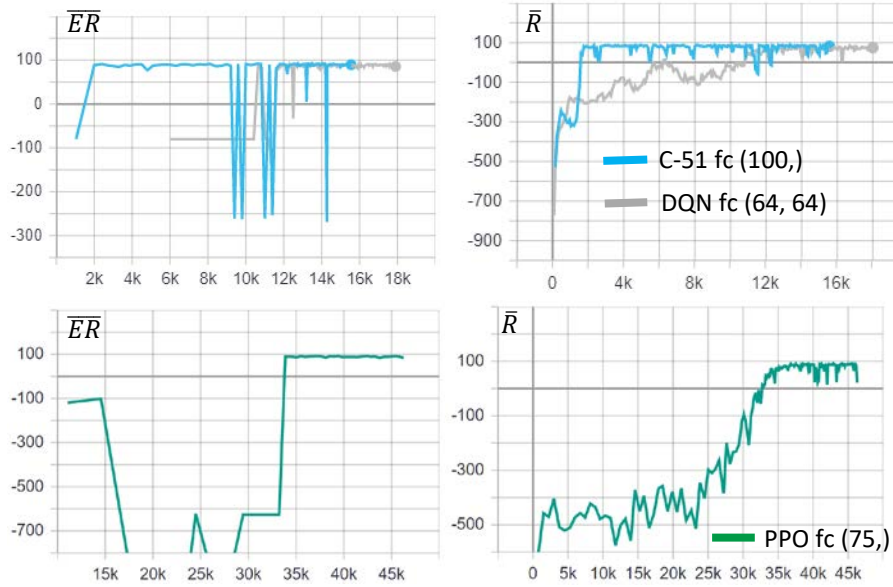 ER
100
0
-100
-200
-300
2k 4k 6k 8k 10k 12k 14k 16k 18k
R̄
100
-100
-300
-500
-700
-900
0 4k 8k 12k 16k
C-51 fc (100,)
DQN fc (64, 64)
ER
100
-100
-300
-500
-700
15k 20k 25k 30k 35k 40k 45k
R̄
100
-100
-300
-500
0 5k 10k 15k 20k 25k 30k 35k 40k 45k
PPO fc (75,)